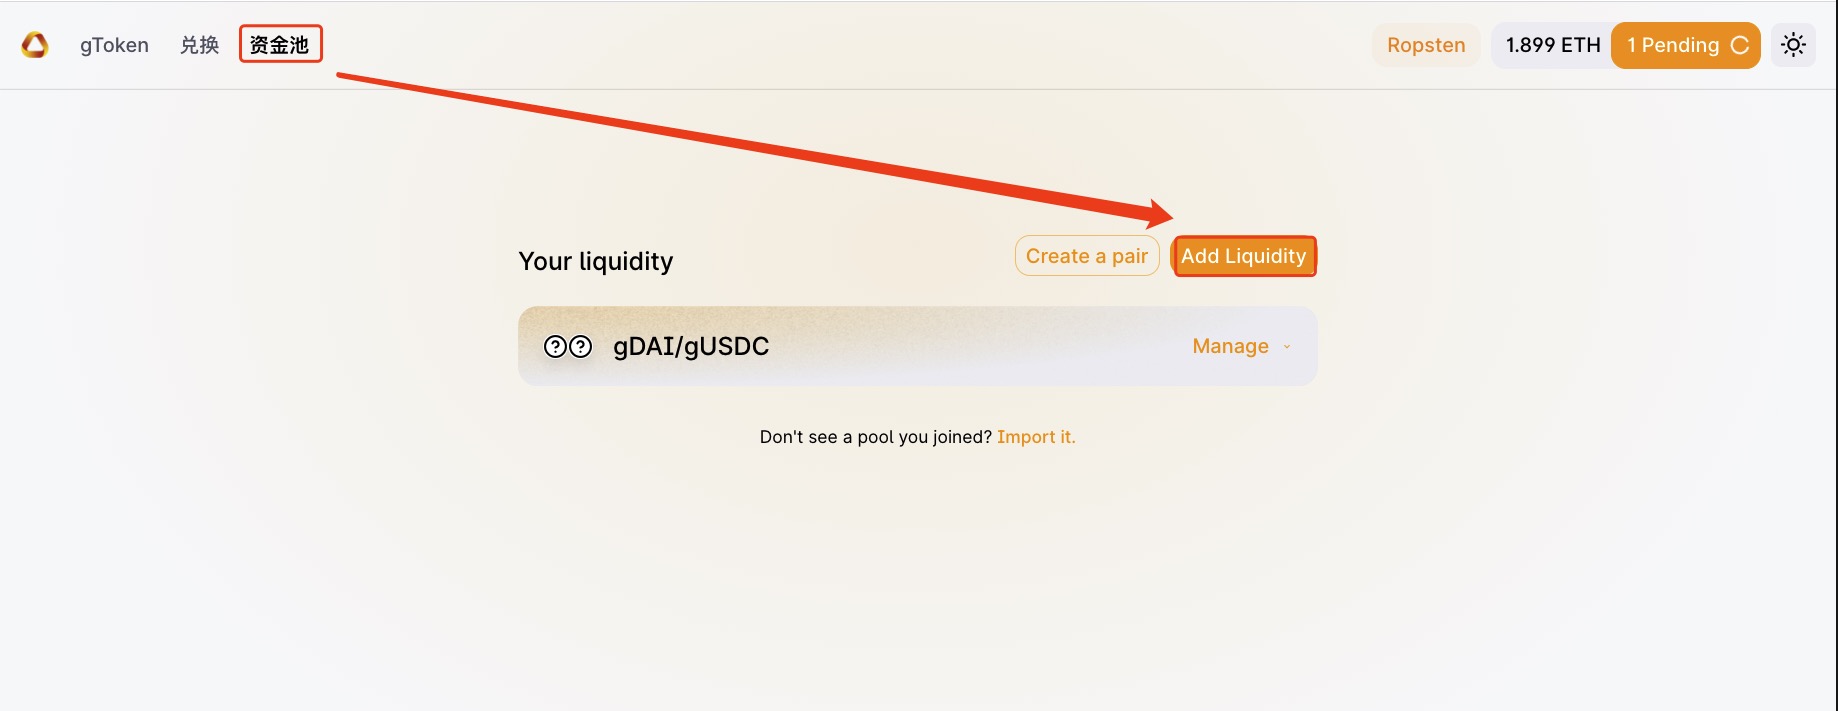 gToken 兑换 资金池 Ropsten 1.899 ETH 1 Pending
Your liquidity Create a pair Add Liquidity
gDAI/gUSDC Manage
Don't see a pool you joined? Import it.